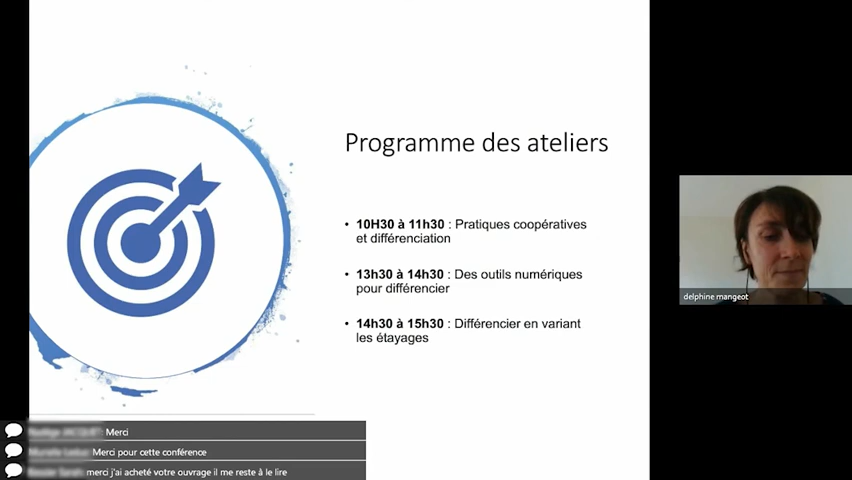 Programme des ateliers
• 10H30 à 11h30 : Pratiques coopératives
et différenciation
• 13h30 à 14h30 : Des outils numériques
pour différencier
• 14h30 à 15h30 : Différencier en variant
les étayages
delphine mangeot
Merci
Merci pour cette conférence
merci j'ai acheté votre ouvrage il me reste à le lire